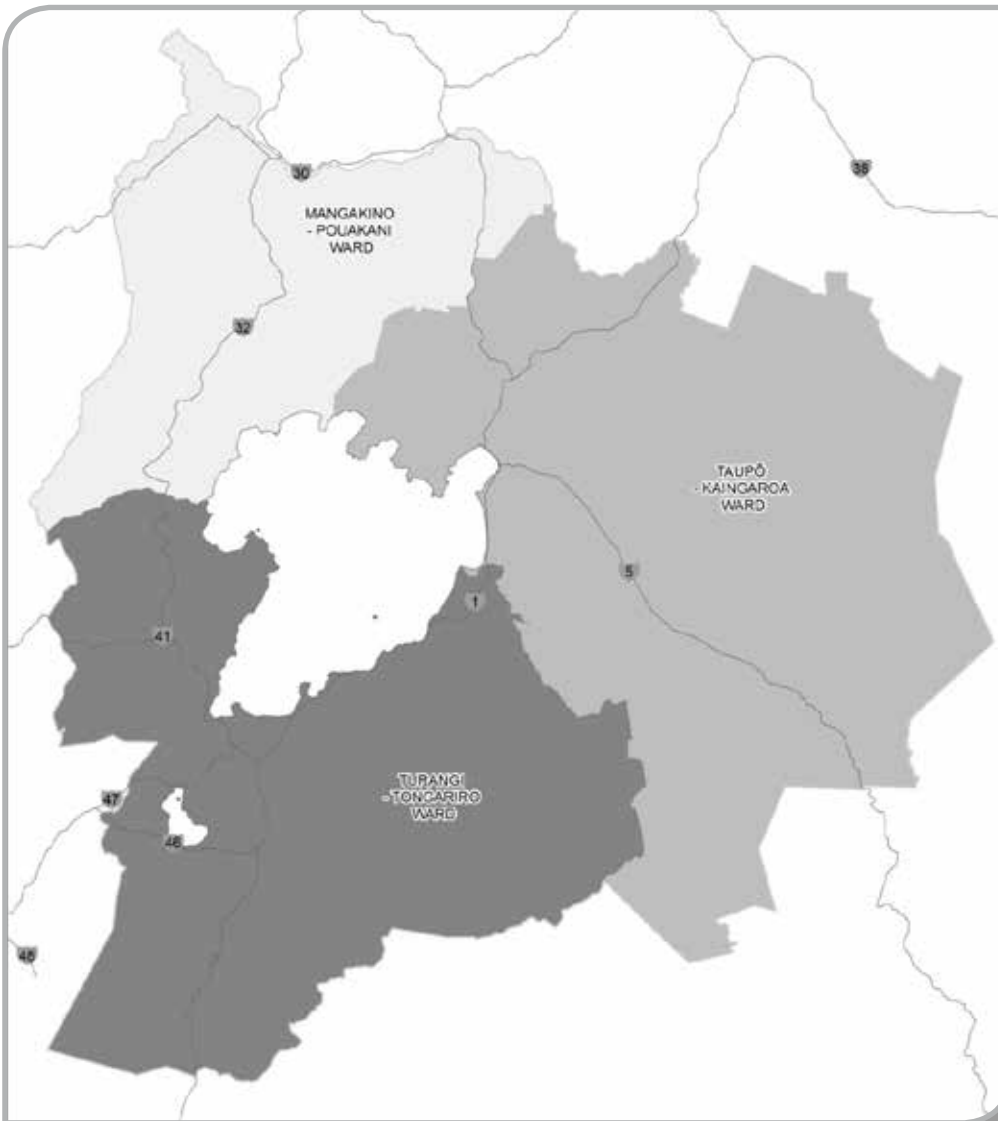 30
38
MANGAKINO
- POUAKANI
WARD
32
TAUPŌ
- KAINGAROA
WARD
5
1
41
TURANGI
- TONGARIRO
WARD
47
46
48